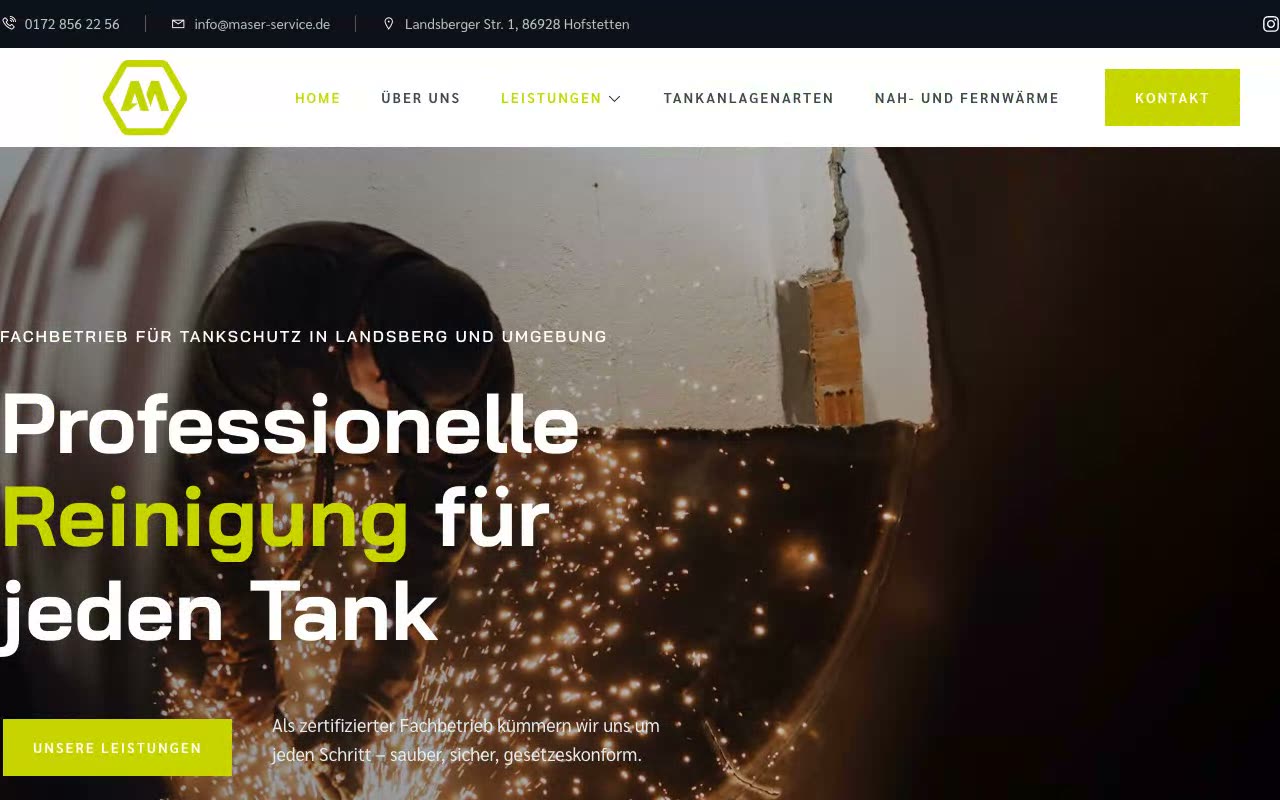 0172 856 22 56
info@maser-service.de
Landsberger Str. 1, 86928 Hofstetten
HOME
ÜBER UNS
LEISTUNGEN
TANKANLAGENARTEN
NAH- UND FERNWÄRME
KONTAKT
FACHBETRIEB FÜR TANKSCHUTZ IN LANDSBERG UND UMGEBUNG
Professionelle
Reinigung für
jeden Tank
UNSERE LEISTUNGEN
Als zertifizierter Fachbetrieb kümmern wir uns um
jeden Schritt – sauber, sicher, gesetzeskonform.